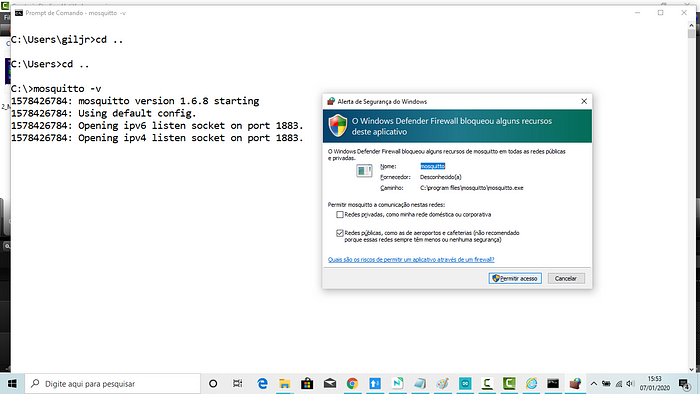 Prompt de Comando - mosquitto -v
C:\Users\giljr>cd ..
C:\Users>cd ..
C:\>mosquitto -v
1578426784: mosquitto version 1.6.8 starting
1578426784: Using default config.
1578426784: Opening ipv6 listen socket on port 1883.
1578426784: Opening ipv4 listen socket on port 1883.
Alerta de Segurança do Windows
O Windows Defender Firewall bloqueou alguns recursos
deste aplicativo
O Windows Defender Firewall bloqueou alguns recursos de mosquitto em todas as redes públicas
e privadas.
Nome: mosquitto
Fornecedor: Desconhecido(a)
Caminho: C:\program files\mosquitto\mosquitto.exe
Permitir mosquitto a comunicação nestas redes:
Redes privadas, como minha rede doméstica ou corporativa
Redes públicas, como as de aeroportos e cafeterias (não recomendado
porque essas redes sempre têm menos ou nenhuma segurança)
Quais são os riscos de permitir um aplicativo através de um firewall?
Permitir acesso Cancelar
Digite aqui para pesquisar
15:53
07/01/2020